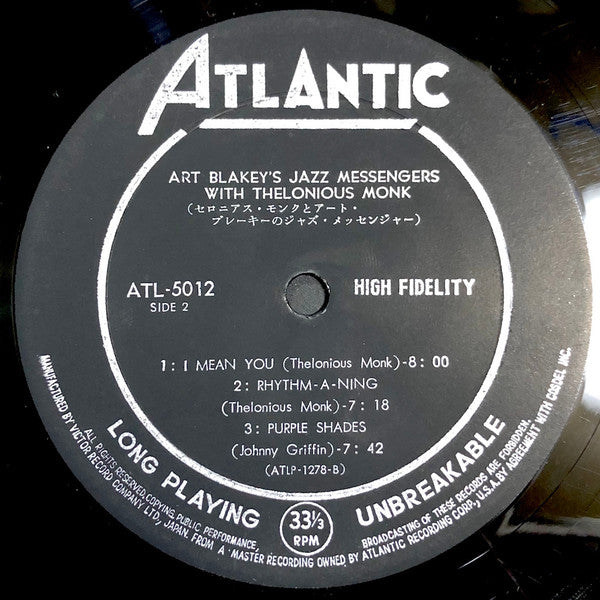 ATLANTIC
ART BLAKEY'S JAZZ MESSENGERS
WITH THELONIOUS MONK
(セロニアス・モンクとアート・
ブレーキーのジャズ・メッセンジャー)
ATL-5012
SIDE 2
HIGH FIDELITY
1: I MEAN YOU (Thelonious Monk)-8: 00
2: RHYTHM-A-NING
(Thelonious Monk)-7: 18
3: PURPLE SHADES
(Johnny Griffin)-7: 42
(ATLP-1278-B)
LONG PLAYING
33⅓
RPM
UNBREAKABLE
MANUFACTURED BY VICTOR RECORD COMPANY LTD., JAPAN. FROM A MASTER RECORDING OWNED BY ATLANTIC RECORDING CORP., U.S.A. BY AGREEMENT WITH COSDEL INC.
ALL RIGHTS RESERVED. COPYING, PUBLIC PERFORMANCE,
BROADCASTING OF THESE RECORDS ARE FORBIDDEN.